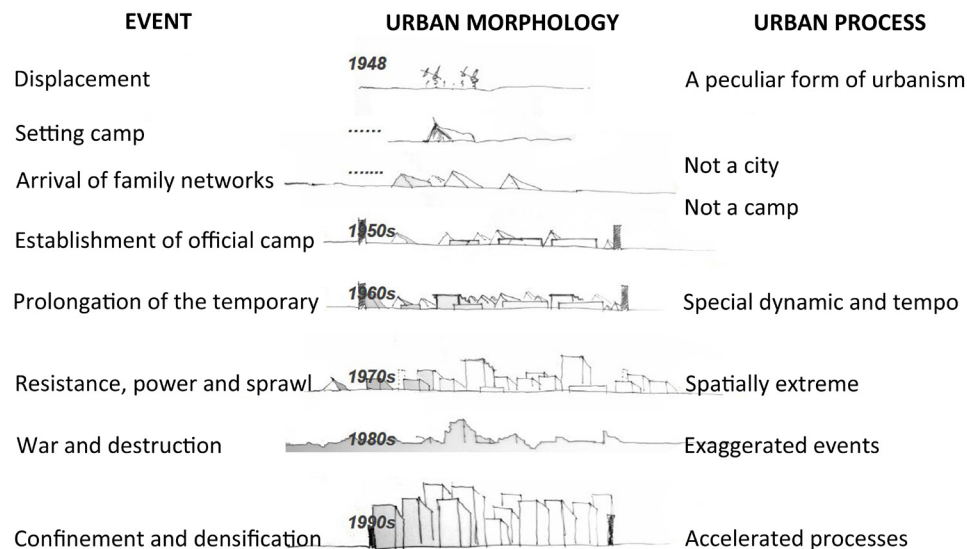 EVENT URBAN MORPHOLOGY URBAN PROCESS
Displacement 1948 A peculiar form of urbanism
Setting camp ......
Arrival of family networks ...... Not a city
Not a camp
Establishment of official camp 1950s
Prolongation of the temporary 1960s Special dynamic and tempo
Resistance, power and sprawl 1970s Spatially extreme
War and destruction 1980s Exaggerated events
Confinement and densification 1990s Accelerated processes